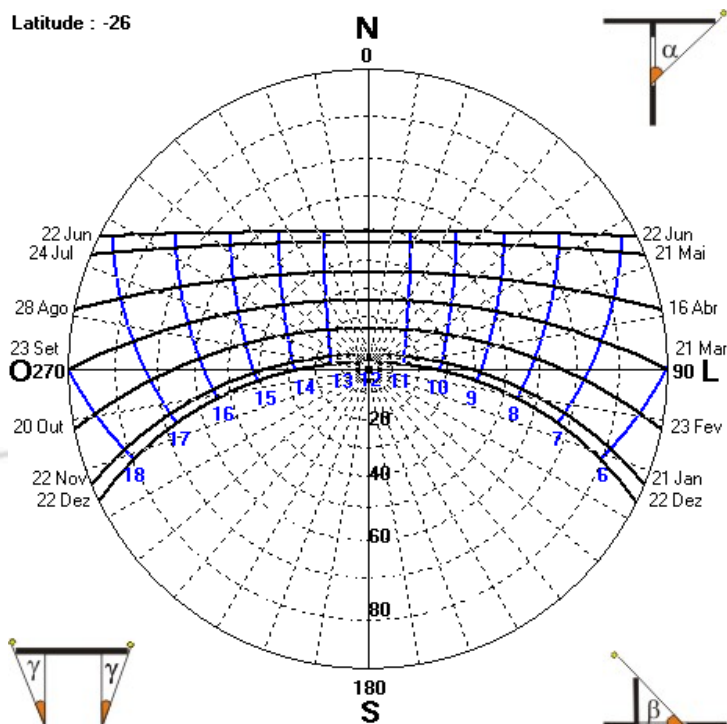 Latitude : -26
N
0
α
22 Jun
22 Jun
24 Jul
21 Mai
28 Ago
16 Abr
23 Set
21 Mar
O 270
90 L
18 17 16 15 14 13 12 11 10 9 8 7 6
20
20 Out
23 Fev
40
22 Nov
21 Jan
22 Dez
22 Dez
60
80
γ γ
180
β
S